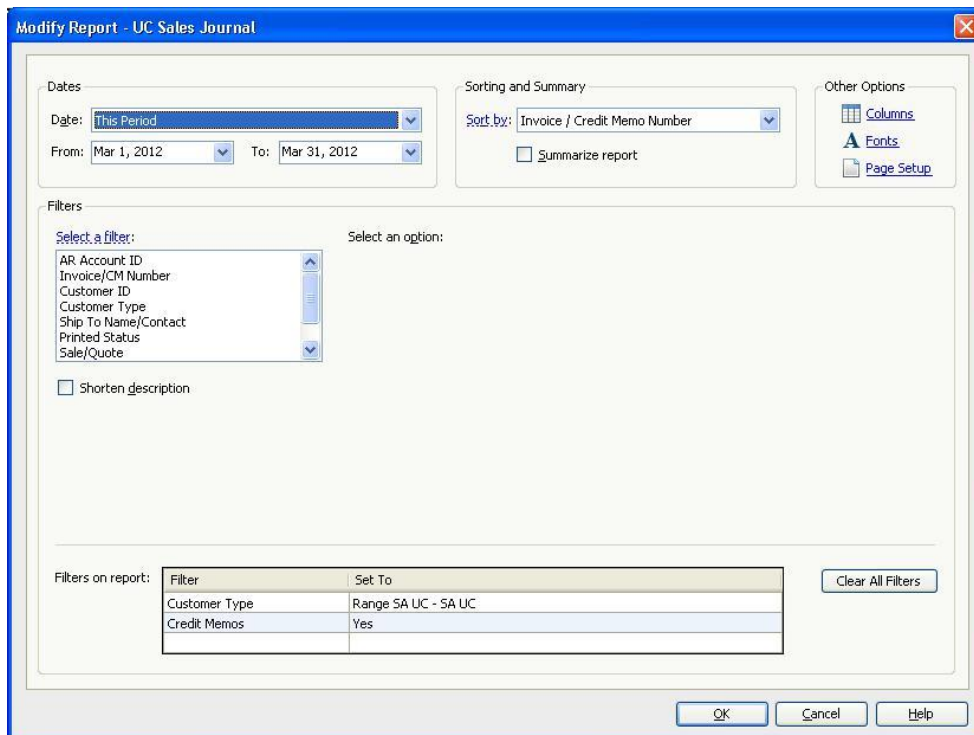 Modify Report - UC Sales Journal
Dates
Date: This Period
From: Mar 1, 2012 To: Mar 31, 2012
Sorting and Summary
Sort by: Invoice / Credit Memo Number
Summarize report
Other Options
Columns
A Fonts
Page Setup
Filters
Select a filter:
AR Account ID
Invoice/CM Number
Customer ID
Customer Type
Ship To Name/Contact
Printed Status
Sale/Quote
Select an option:
Shorten description
Filters on report:
Filter Set To
Customer Type Range SA UC - SA UC
Credit Memos Yes
Clear All Filters
OK Cancel Help